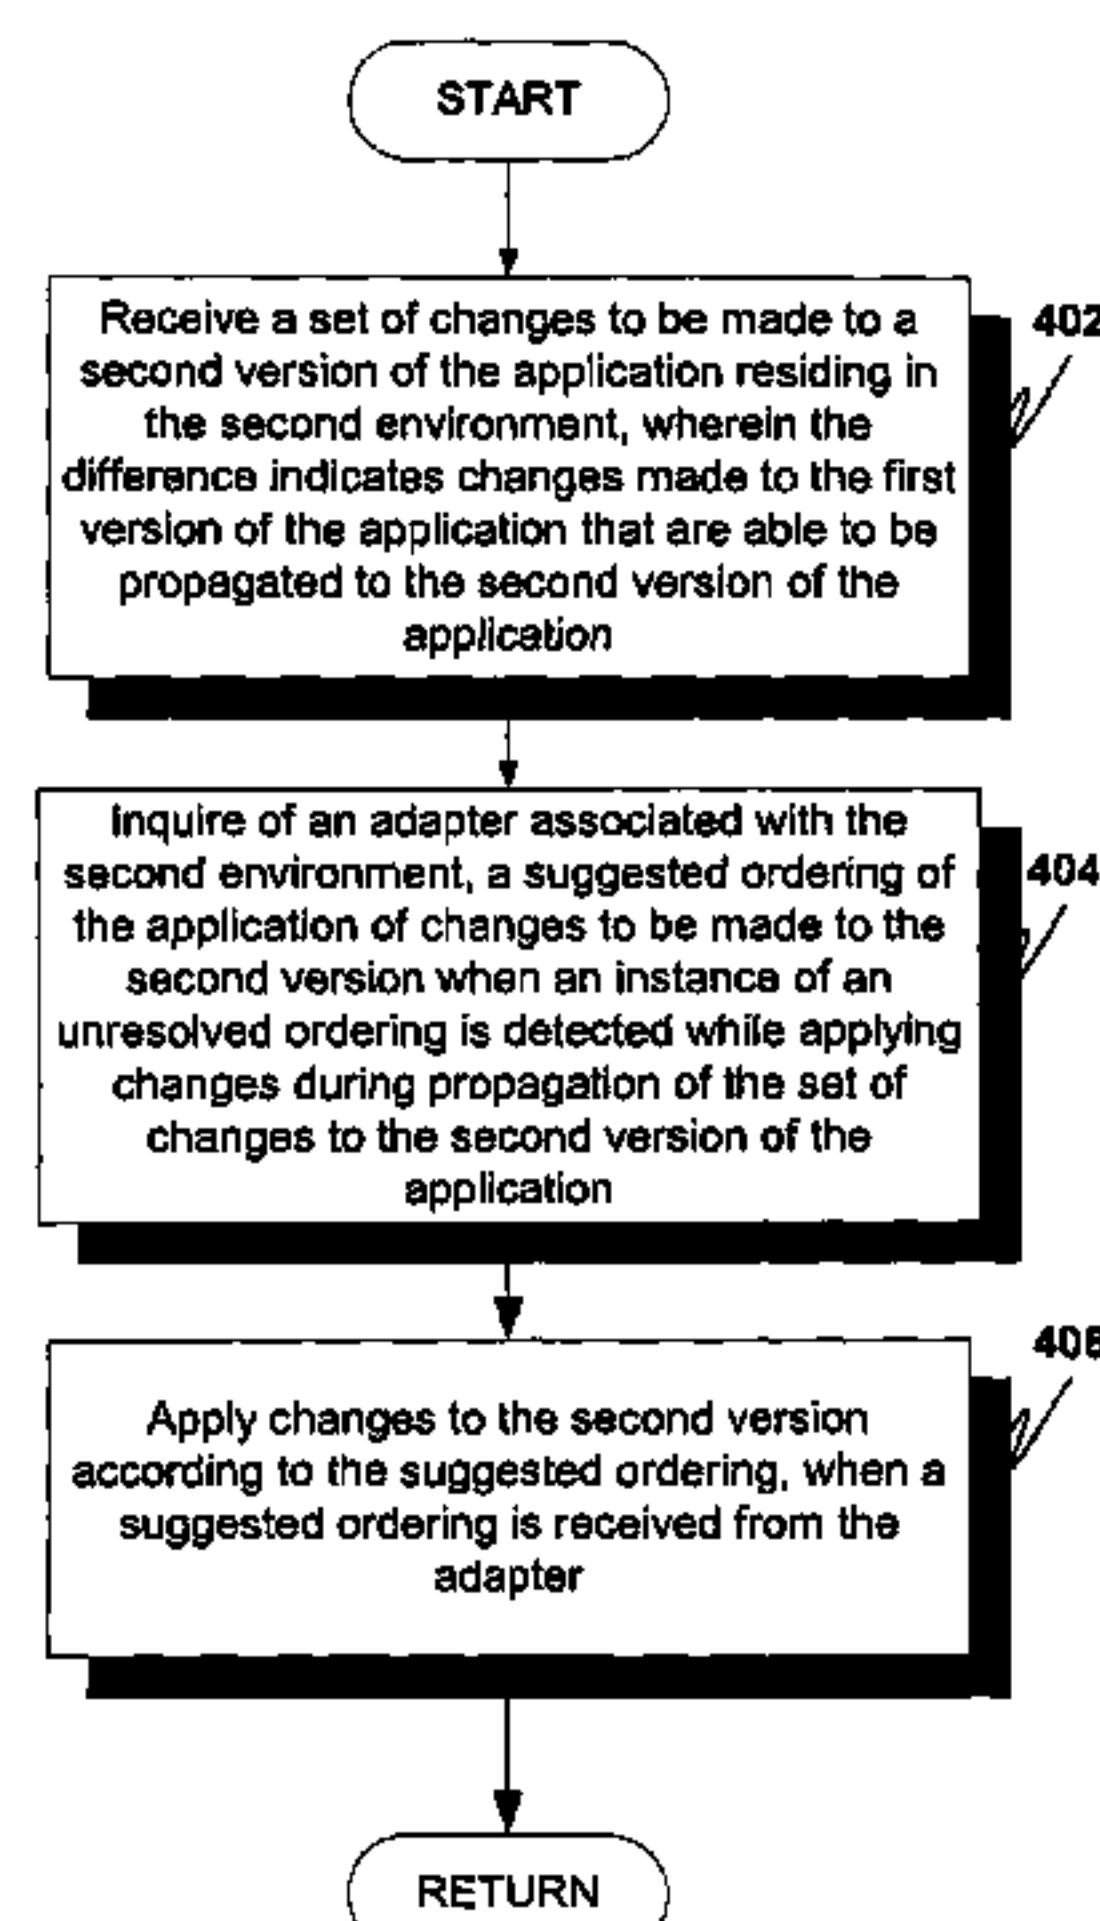 START
Receive a set of changes to be made to a
second version of the application residing in
the second environment, wherein the
difference indicates changes made to the first
version of the application that are able to be
propagated to the second version of the
application
402
Inquire of an adapter associated with the
second environment, a suggested ordering of
the application of changes to be made to the
second version when an instance of an
unresolved ordering is detected while applying
changes during propagation of the set of
changes to the second version of the
application
404
Apply changes to the second version
according to the suggested ordering, when a
suggested ordering is received from the
adapter
406
RETURN